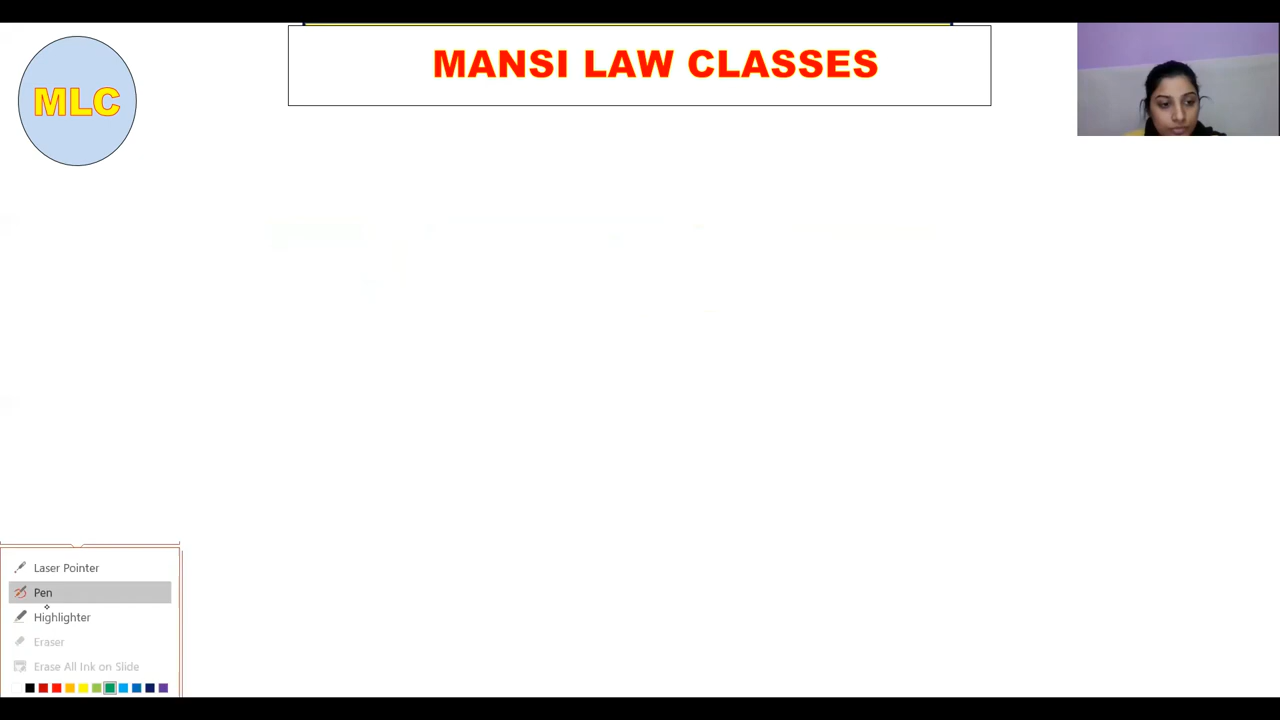 MANSI LAW CLASSES
MLC
Laser Pointer
Pen
Highlighter
Eraser
Erase All Ink on Slide